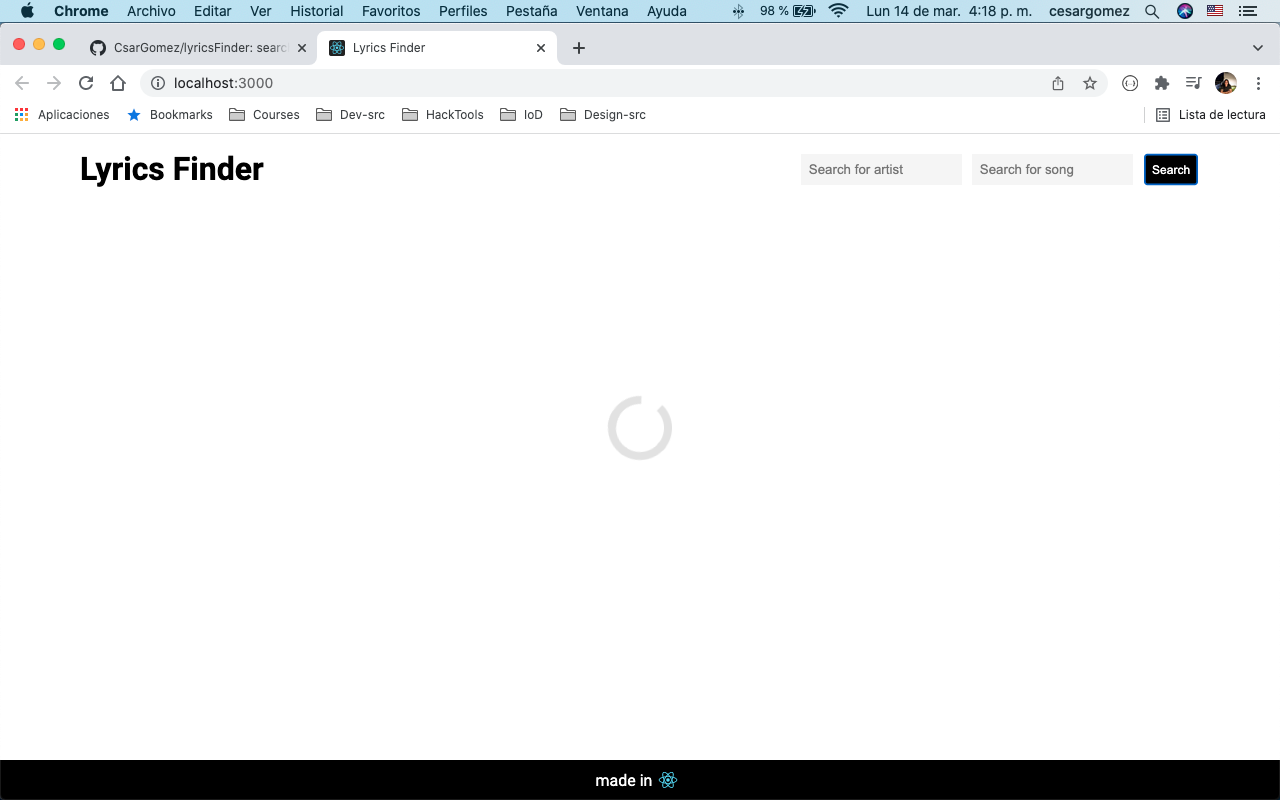 Chrome Archivo Editar Ver Historial Favoritos Perfiles Pestaña Ventana Ayuda 98 % Lun 14 de mar. 4:18 p. m. cesargomez
CsarGomez/lyricsFinder: searc Lyrics Finder
localhost:3000
Aplicaciones Bookmarks Courses Dev-src HackTools IoD Design-src Lista de lectura
Lyrics Finder Search for artist Search for song Search
made in